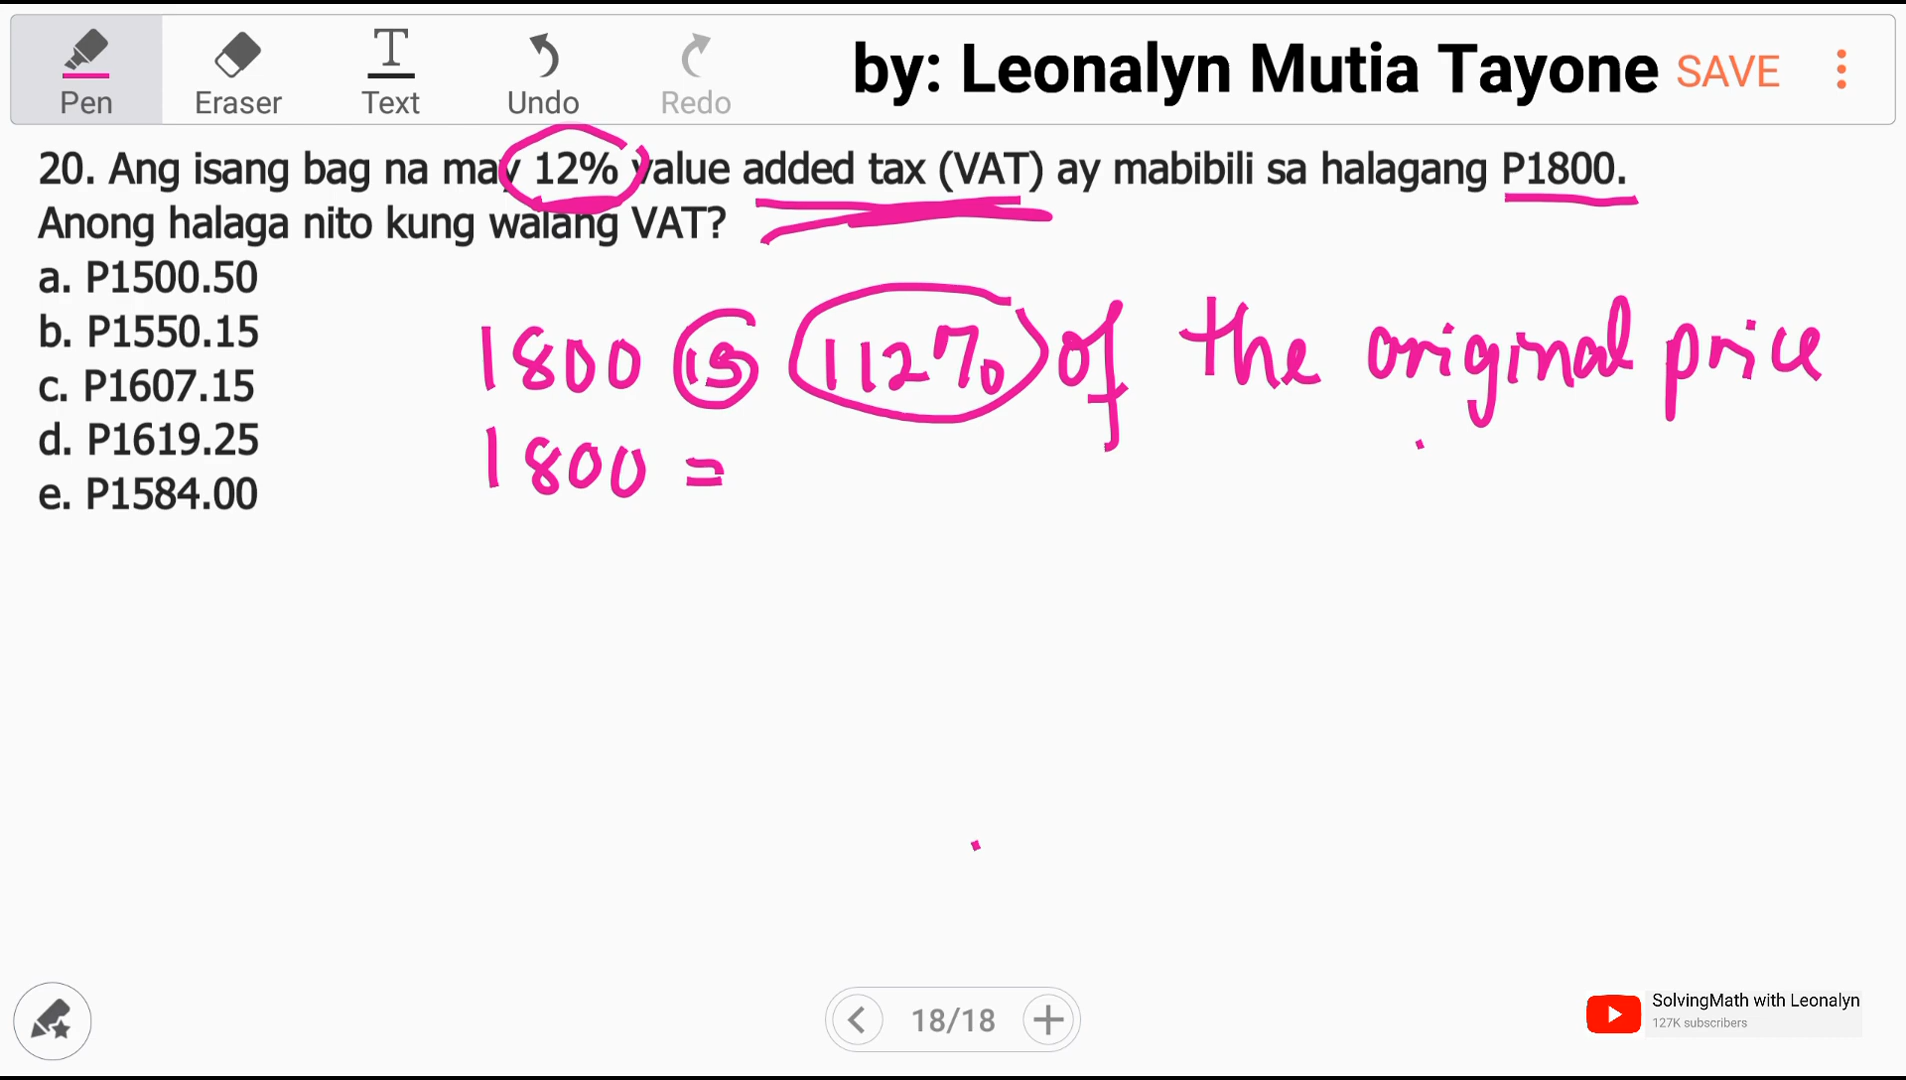 Pen
Eraser
Text
Undo
Redo
by: Leonalyn Mutia Tayone
SAVE
20. Ang isang bag na may 12% value added tax (VAT) ay mabibili sa halagang P1800.
Anong halaga nito kung walang VAT?
a. P1500.50
b. P1550.15
c. P1607.15
d. P1619.25
e. P1584.00
1800 is 112% of the original price
1800 =
18/18
SolvingMath with Leonalyn
127K subscribers